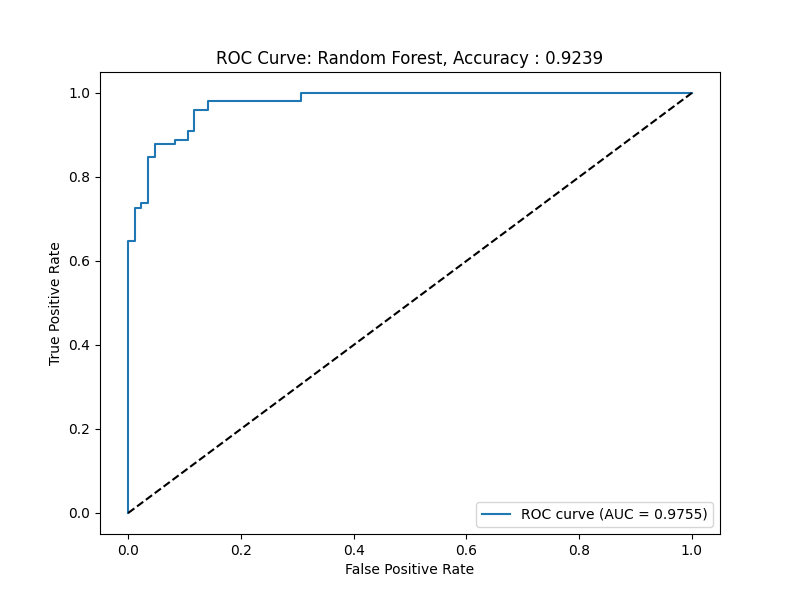 ROC Curve: Random Forest, Accuracy : 0.9239
True Positive Rate
1.0
0.8
0.6
0.4
0.2
0.0
ROC curve (AUC = 0.9755)
0.0 0.2 0.4 0.6 0.8 1.0
False Positive Rate